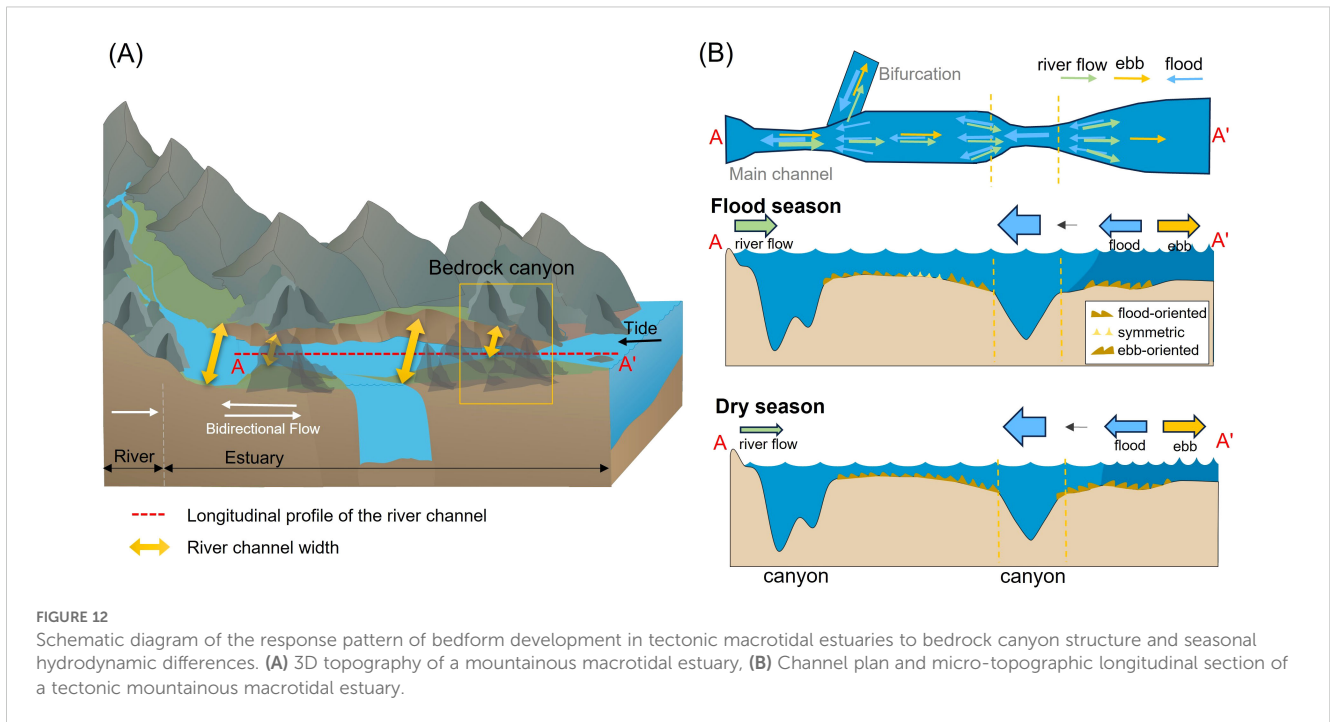 (A)
Bedrock canyon
Tide
A
A'
Bidirectional Flow
River
Estuary
Longitudinal profile of the river channel
River channel width
(B)
river flow ebb flood
Bifurcation
A
A'
Main channel
Flood season
A
river flow
flood
ebb
A'
flood-oriented
symmetric
ebb-oriented
Dry season
A
river flow
flood
ebb
A'
canyon
canyon
FIGURE 12
Schematic diagram of the response pattern of bedform development in tectonic macrotidal estuaries to bedrock canyon structure and seasonal
hydrodynamic differences. (A) 3D topography of a mountainous macrotidal estuary, (B) Channel plan and micro-topographic longitudinal section of
a tectonic mountainous macrotidal estuary.